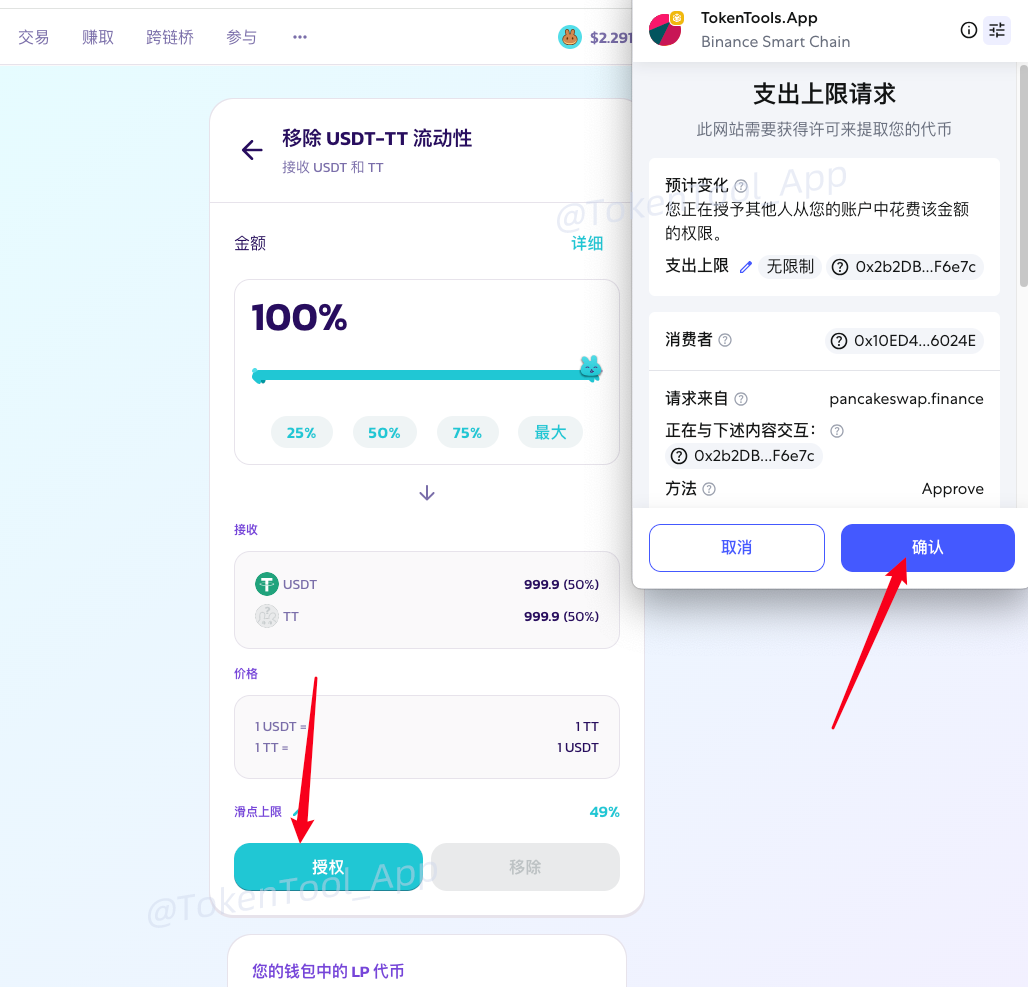 交易 赚取 跨链桥 参与 ··· $2.291
移除 USDT-TT 流动性
接收 USDT 和 TT
金额 详细
100%
25% 50% 75% 最大
接收
USDT 999.9 (50%)
TT 999.9 (50%)
价格
1 USDT = 1 TT
1 TT = 1 USDT
滑点上限 49%
授权 移除
您的钱包中的 LP 代币
TokenTools.App
Binance Smart Chain
支出上限请求
此网站需要获得许可来提取您的代币
预计变化
您正在授予其他人从您的账户中花费该金额
的权限。
支出上限 无限制 0x2b2DB...F6e7c
消费者 0x10ED4...6024E
请求来自 pancakeswap.finance
正在与下述内容交互：
0x2b2DB...F6e7c
方法 Approve
取消 确认
@TokenTool_App
@TokenTool_App